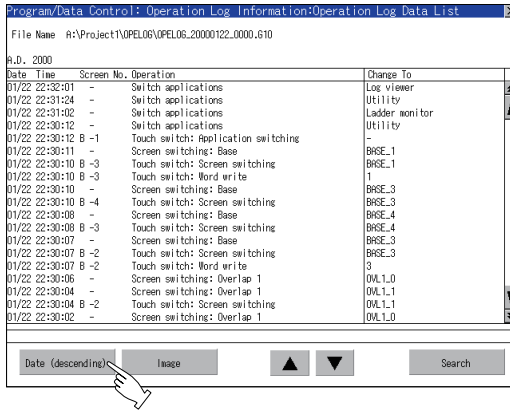 Program/Data Control: Operation Log Information:Operation Log Data List
File Name A:\Project1\OPELOG\OPELOG_20000122_0000.G10
A.D. 2000
Date Time Screen No. Operation Change To
01/22 22:32:01 - Switch applications Log viewer
01/22 22:31:24 - Switch applications Utility
01/22 22:31:02 - Switch applications Ladder monitor
01/22 22:30:12 - Switch applications Utility
01/22 22:30:12 B -1 Touch switch: Application switching -
01/22 22:30:11 - Screen switching: Base BASE_1
01/22 22:30:10 B -3 Touch switch: Screen switching BASE_1
01/22 22:30:10 B -3 Touch switch: Word write 1
01/22 22:30:10 - Screen switching: Base BASE_3
01/22 22:30:10 B -4 Touch switch: Screen switching BASE_3
01/22 22:30:08 - Screen switching: Base BASE_4
01/22 22:30:08 B -3 Touch switch: Screen switching BASE_4
01/22 22:30:07 - Screen switching: Base BASE_3
01/22 22:30:07 B -2 Touch switch: Screen switching BASE_3
01/22 22:30:07 B -2 Touch switch: Word write 3
01/22 22:30:06 - Screen switching: Overlap 1 OVL1_0
01/22 22:30:04 - Screen switching: Overlap 1 OVL1_1
01/22 22:30:04 B -2 Touch switch: Screen switching OVL1_1
01/22 22:30:02 - Screen switching: Overlap 1 OVL1_0
Date (descending) Image ▲ ▼ Search